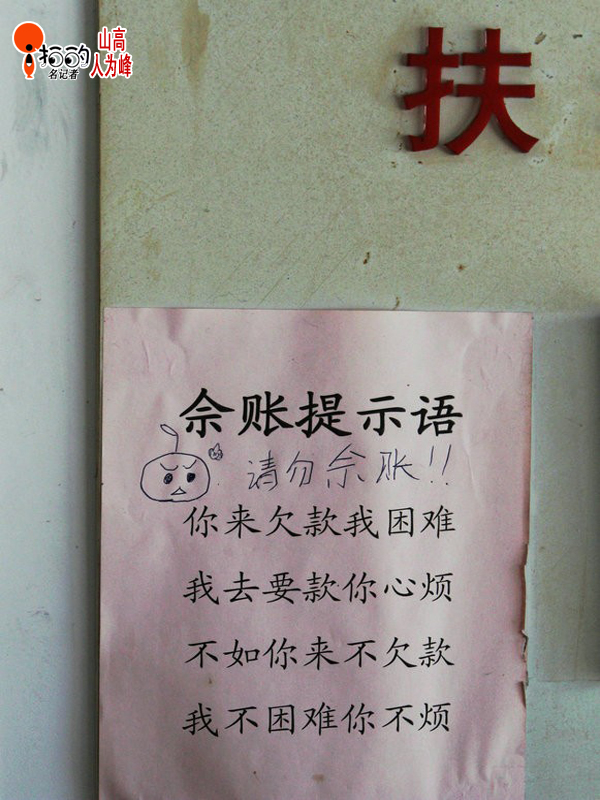 拍的
名记者
山高
人为峰
扶
佘账提示语
请勿佘账!!
你来欠款我困难
我去要款你心烦
不如你来不欠款
我不困难你不烦